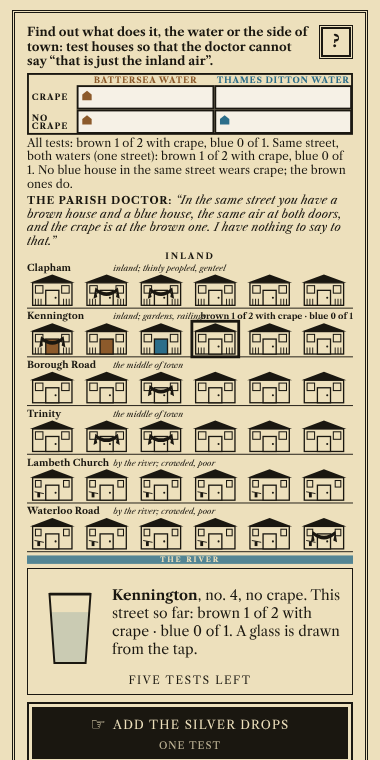 Find out what does it, the water or the side of
town: test houses so that the doctor cannot
say “that is just the inland air”.
?
BATTERSEA WATER THAMES DITTON WATER
CRAPE
NO
CRAPE
All tests: brown 1 of 2 with crape, blue 0 of 1. Same street,
both waters (one street): brown 1 of 2 with crape, blue 0 of
1. No blue house in the same street wears crape; the brown
ones do.
THE PARISH DOCTOR: “In the same street you have a
brown house and a blue house, the same air at both doors,
and the crape is at the brown one. I have nothing to say to
that.”
INLAND
Clapham inland; thinly peopled, genteel
Kennington inland; gardens, railings brown 1 of 2 with crape · blue 0 of 1
Borough Road the middle of town
Trinity the middle of town
Lambeth Church by the river; crowded, poor
Waterloo Road by the river; crowded, poor
THE RIVER
Kennington, no. 4, no crape. This
street so far: brown 1 of 2 with
crape · blue 0 of 1. A glass is drawn
from the tap.
FIVE TESTS LEFT
☞ ADD THE SILVER DROPS
ONE TEST